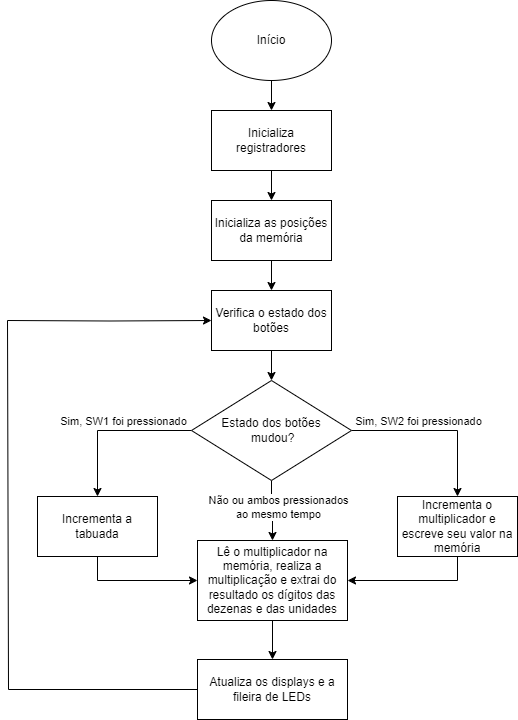 Início
Inicializa
registradores
Inicializa as posições
da memória
Verifica o estado dos
botões
Estado dos botões
mudou?
Sim, SW1 foi pressionado
Sim, SW2 foi pressionado
Não ou ambos pressionados
ao mesmo tempo
Incrementa a
tabuada
Incrementa o
multiplicador e
escreve seu valor na
memória
Lê o multiplicador na
memória, realiza a
multiplicação e extrai do
resultado os dígitos das
dezenas e das unidades
Atualiza os displays e a
fileira de LEDs